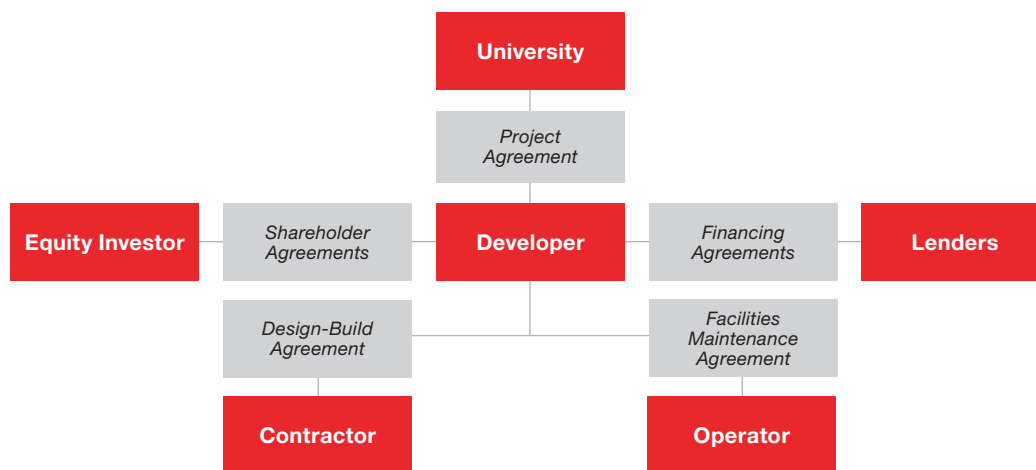 University
Project
Agreement
Equity Investor
Shareholder
Agreements
Developer
Financing
Agreements
Lenders
Design-Build
Agreement
Facilities
Maintenance
Agreement
Contractor
Operator